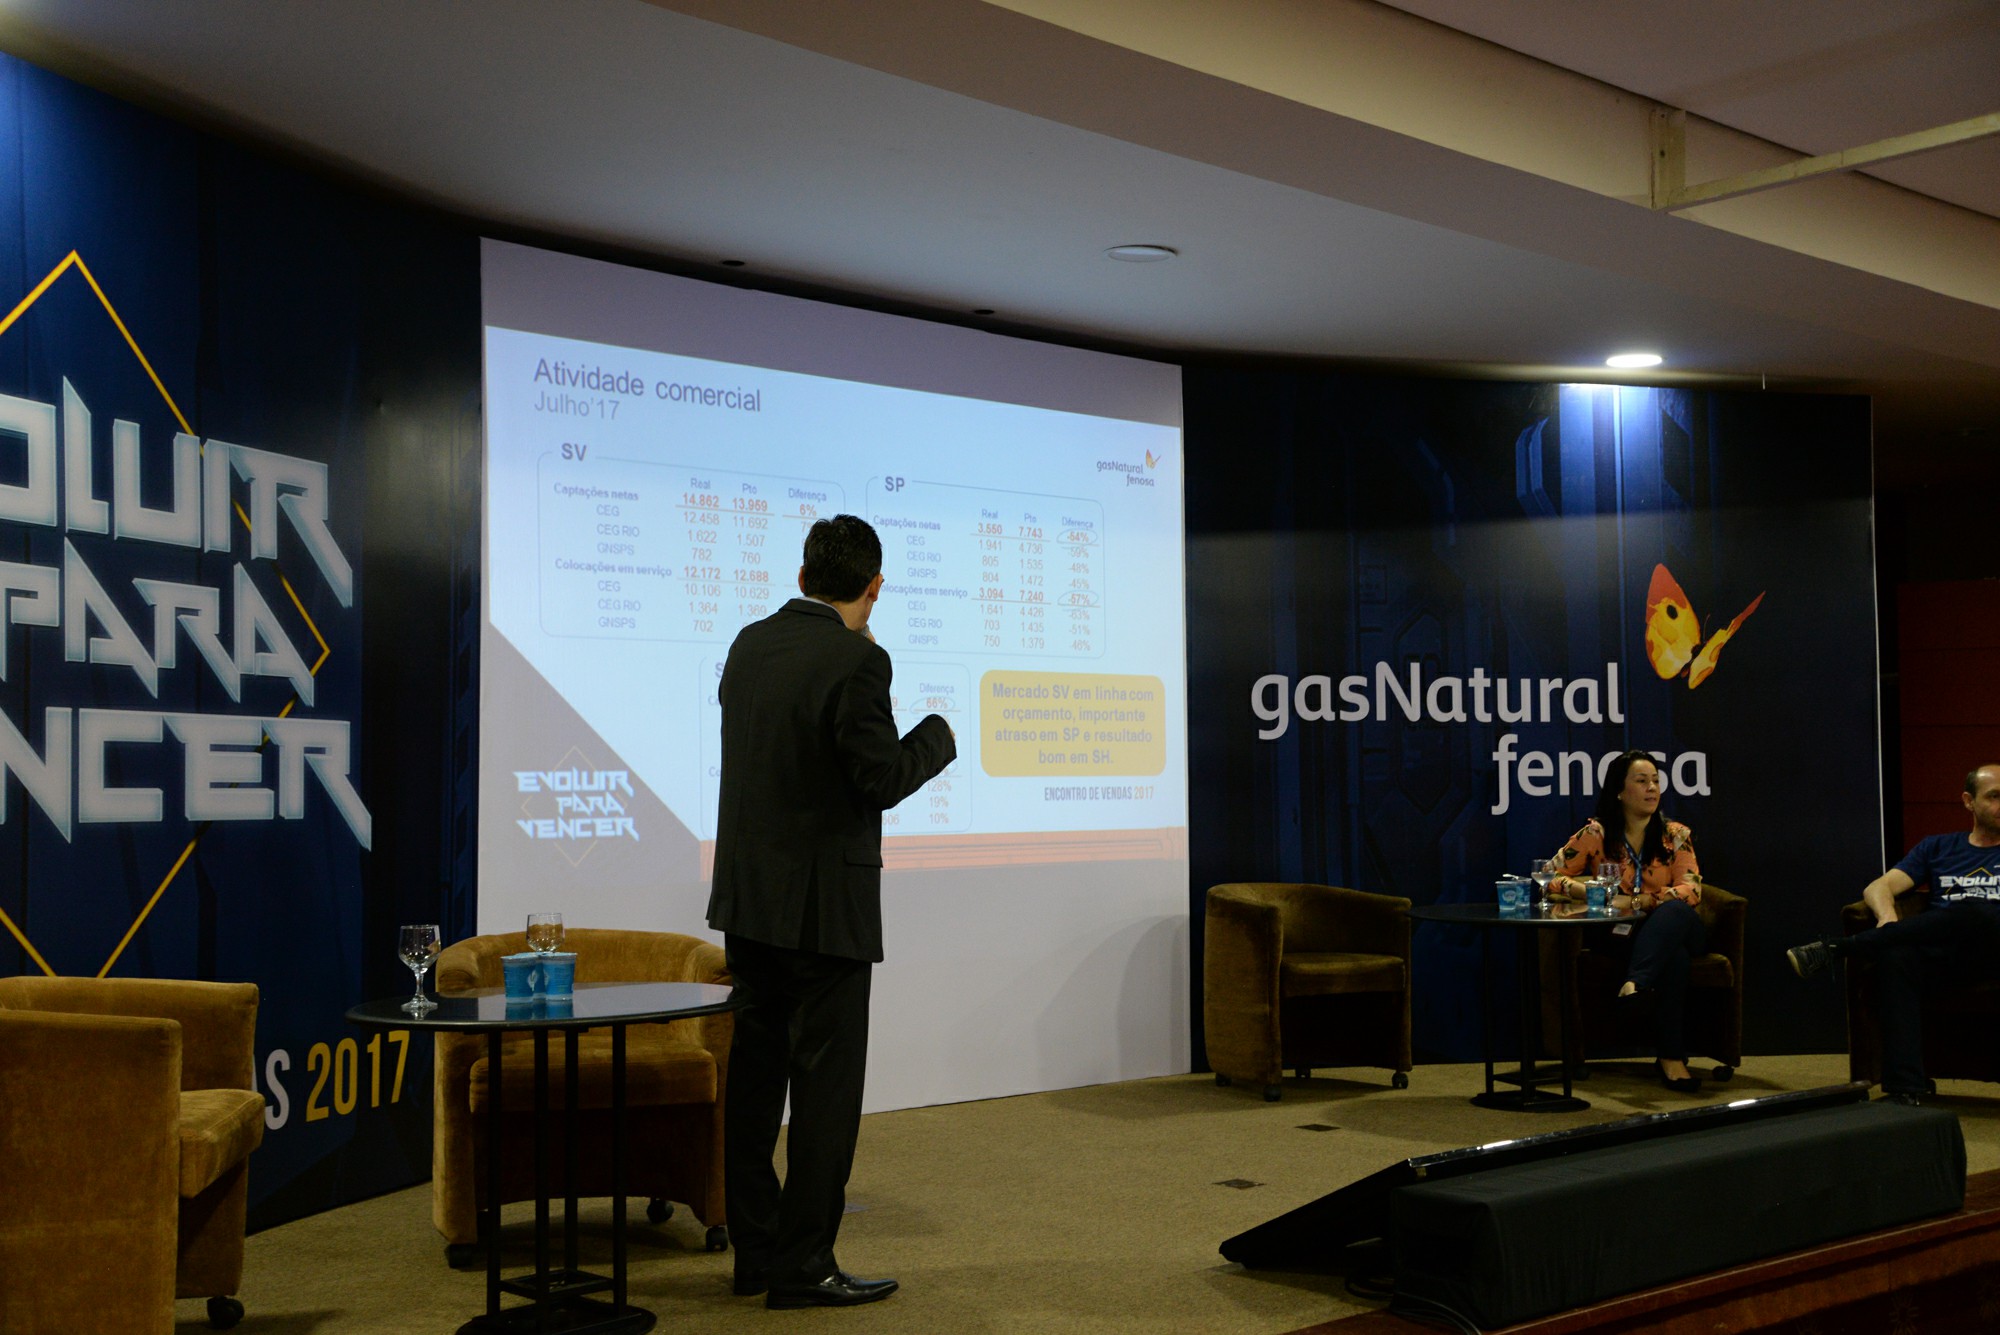 OLUIR
PARA
NCER
S 2017
Atividade comercial
Julho'17
gasNatural
fenosa
SV
Real Pto Diferença
Captações netas 14.862 13.959 6%
CEG 12.458 11.692
CEG RIO 1.622 1.507
GNSPS 782 760
Colocações em serviço 12.172 12.688
CEG 10.106 10.629
CEG RIO 1.364 1.369
GNSPS 702
SP
Real Pto Diferença
Captações netas 3.550 7.743 -54%
CEG 1.941 4.736 -59%
CEG RIO 805 1.535 -48%
GNSPS 804 1.472 -45%
Colocações em serviço 3.094 7.240 -57%
CEG 1.641 4.426 -63%
CEG RIO 703 1.435 -51%
GNSPS 750 1.379 -46%
S
Diferença
66%
128%
19%
606 10%
Mercado SV em linha com
orçamento, importante
atraso em SP e resultado
bom em SH.
EVOLUIR
PARA
VENCER
ENCONTRO DE VENDAS 2017
gasNatural
fenosa
EVOLUIR
PARA